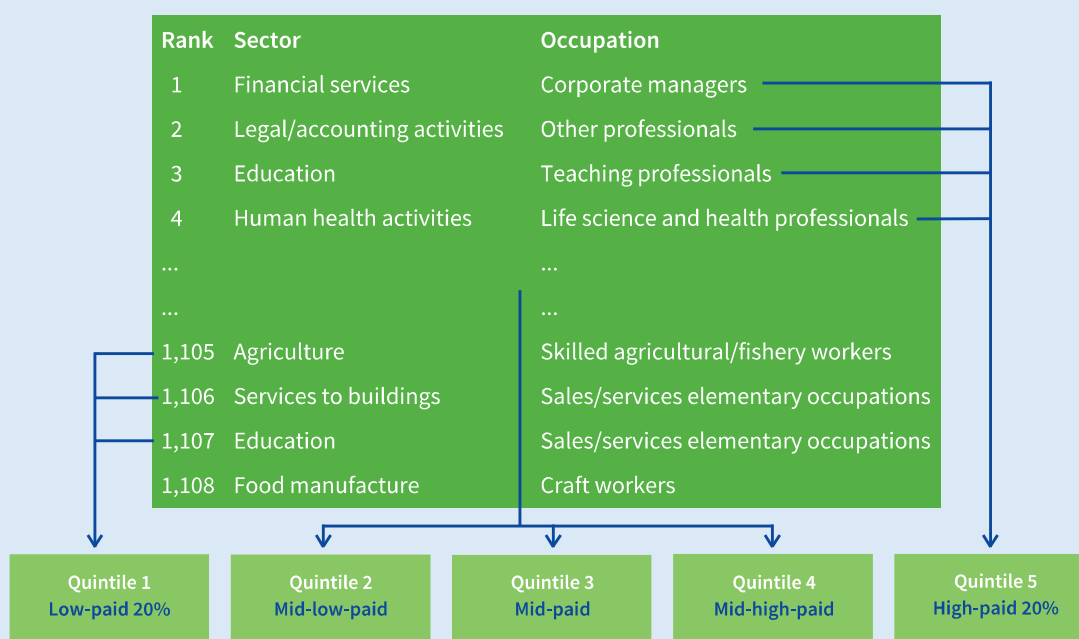 Rank Sector Occupation
1 Financial services Corporate managers
2 Legal/accounting activities Other professionals
3 Education Teaching professionals
4 Human health activities Life science and health professionals
... ...
... ...
1,105 Agriculture Skilled agricultural/fishery workers
1,106 Services to buildings Sales/services elementary occupations
1,107 Education Sales/services elementary occupations
1,108 Food manufacture Craft workers
Quintile 1 Quintile 2 Quintile 3 Quintile 4 Quintile 5
Low-paid 20% Mid-low-paid Mid-paid Mid-high-paid High-paid 20%